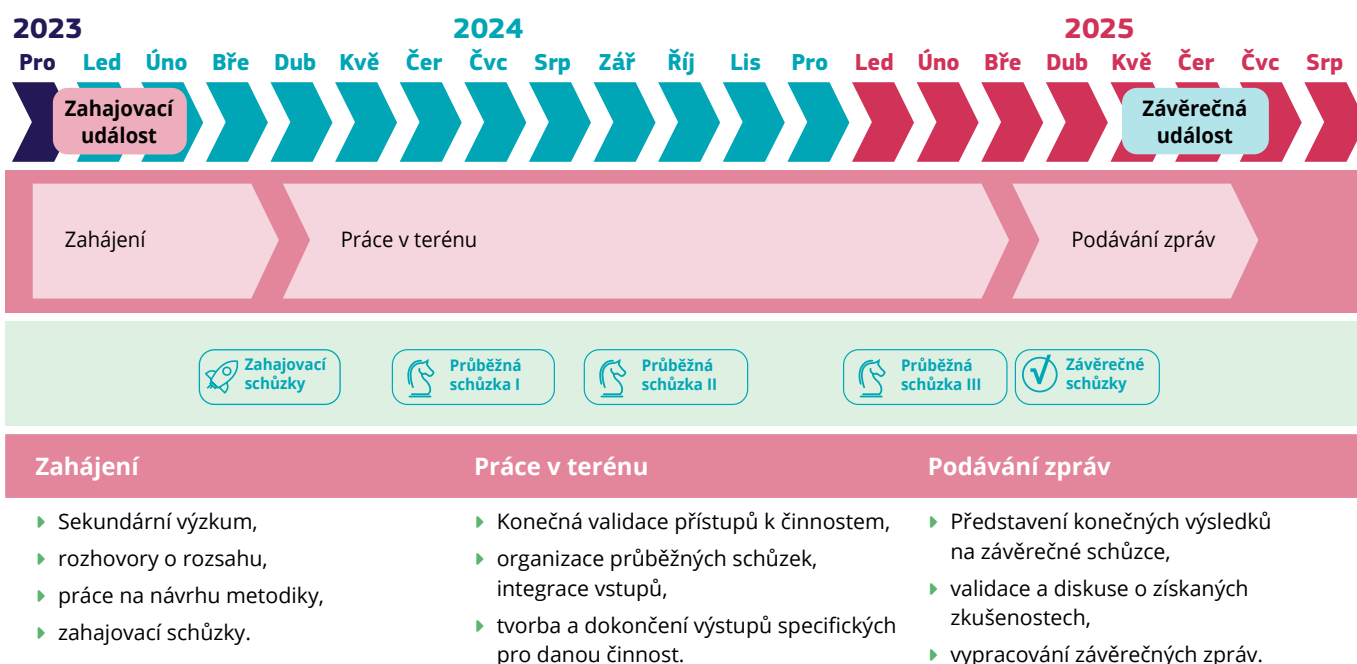 2023 2024 2025
Pro Led Úno Bře Dub Kvě Čer Čvc Srp Zář Říj Lis Pro Led Úno Bře Dub Kvě Čer Čvc Srp
Zahajovací
událost
Závěrečná
událost
Zahájení
Práce v terénu
Podávání zpráv
Zahajovací
schůzky
Průběžná
schůzka I
Průběžná
schůzka II
Průběžná
schůzka III
Závěrečné
schůzky
Zahájení
Sekundární výzkum,
rozhovory o rozsahu,
práce na návrhu metodiky,
zahajovací schůzky.
Práce v terénu
Konečná validace přístupů k činnostem,
organizace průběžných schůzek,
integrace vstupů,
tvorba a dokončení výstupů specifických
pro danou činnost.
Podávání zpráv
Představení konečných výsledků
na závěrečné schůzce,
validace a diskuse o získaných
zkušenostech,
vypracování závěrečných zpráv.